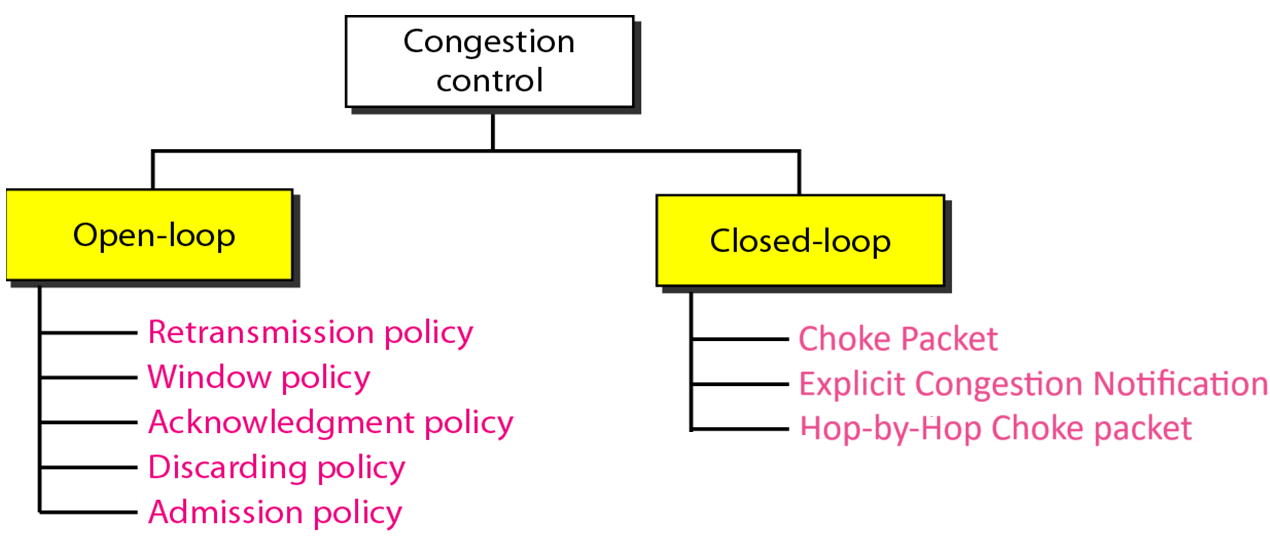 Congestion
control
Open-loop
Retransmission policy
Window policy
Acknowledgment policy
Discarding policy
Admission policy
Closed-loop
Choke Packet
Explicit Congestion Notification
Hop-by-Hop Choke packet